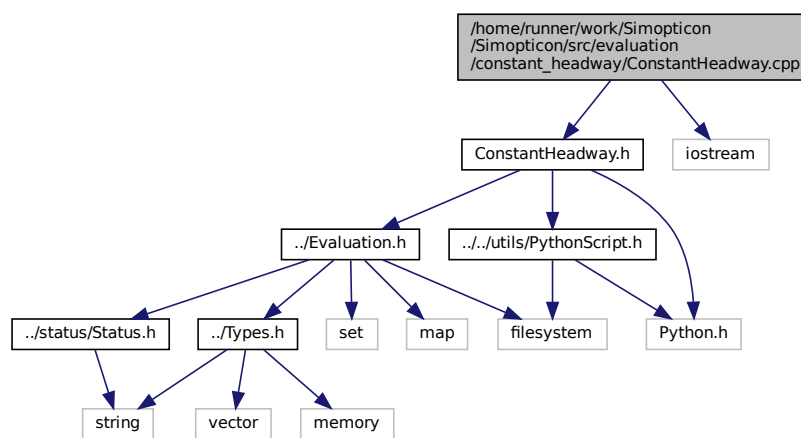 /home/runner/work/Simopticon
/Simopticon/src/evaluation
/constant_headway/ConstantHeadway.cpp
ConstantHeadway.h
iostream
../Evaluation.h
../../utils/PythonScript.h
../status/Status.h
../Types.h
set
map
filesystem
Python.h
string
vector
memory